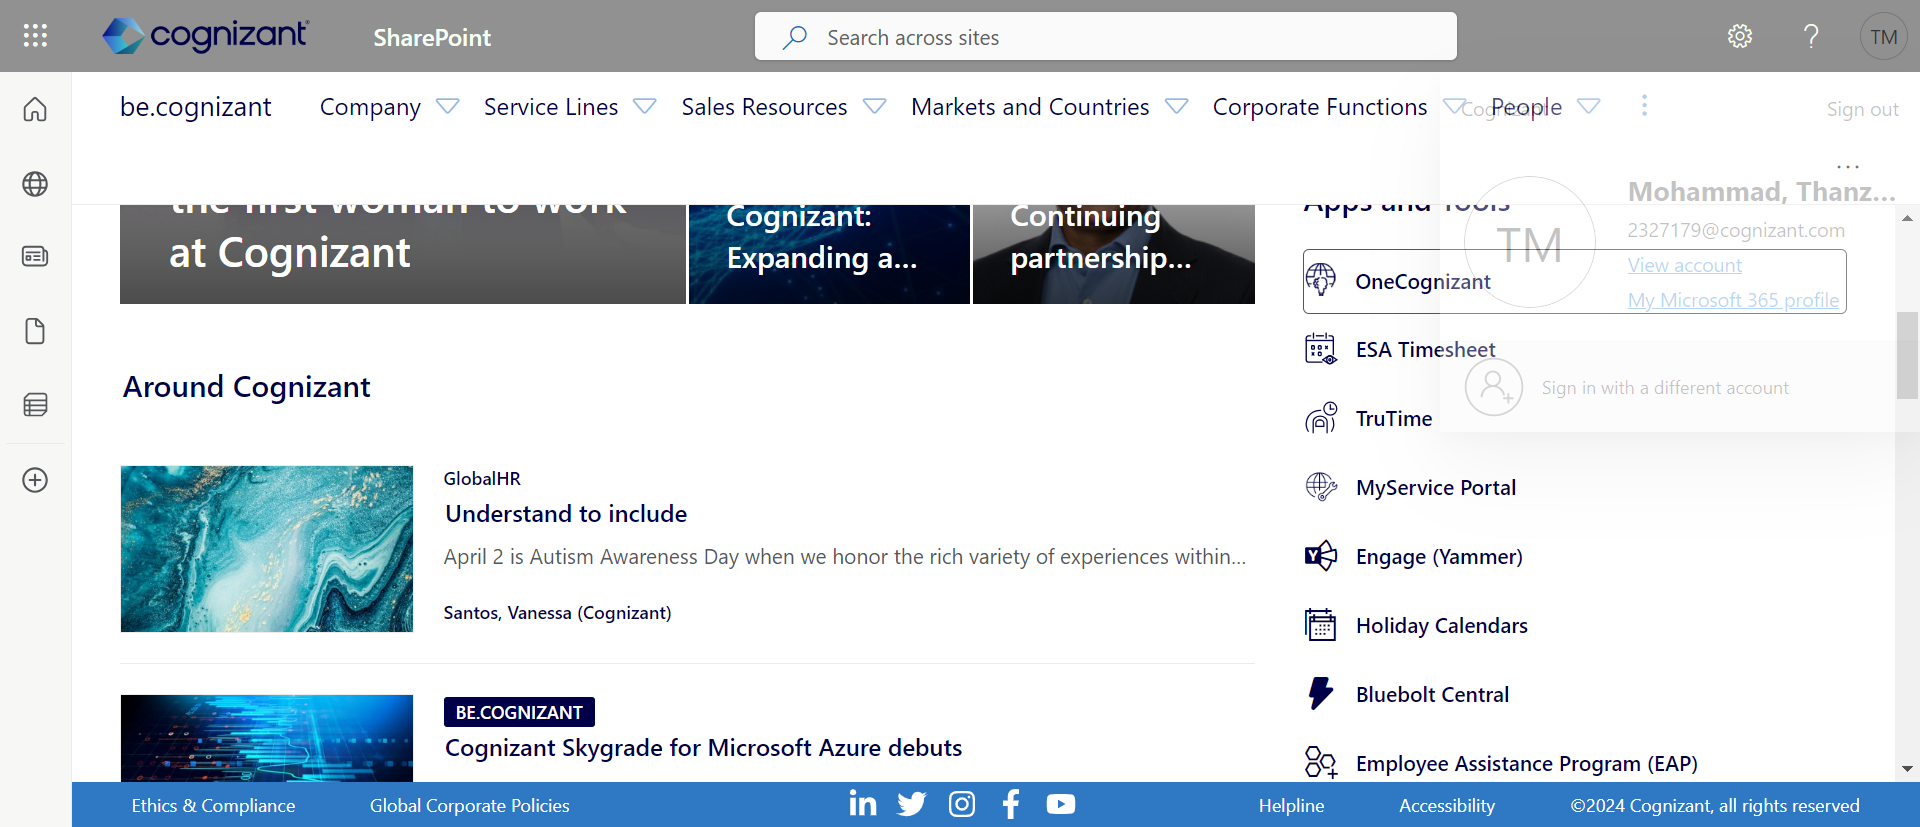 cognizant
SharePoint
Search across sites
TM
be.cognizant
Company
Service Lines
Sales Resources
Markets and Countries
Corporate Functions
People
Cognizant
Sign out
Mohammad, Thanz...
2327179@cognizant.com
View account
My Microsoft 365 profile
TM
Sign in with a different account
the first woman to work
at Cognizant
Cognizant:
Expanding a...
Continuing
partnership...
Apps and Tools
OneCognizant
ESA Timesheet
TruTime
MyService Portal
Engage (Yammer)
Holiday Calendars
Bluebolt Central
Employee Assistance Program (EAP)
Around Cognizant
GlobalHR
Understand to include
April 2 is Autism Awareness Day when we honor the rich variety of experiences within...
Santos, Vanessa (Cognizant)
BE.COGNIZANT
Cognizant Skygrade for Microsoft Azure debuts
Ethics & Compliance
Global Corporate Policies
Helpline
Accessibility
©2024 Cognizant, all rights reserved